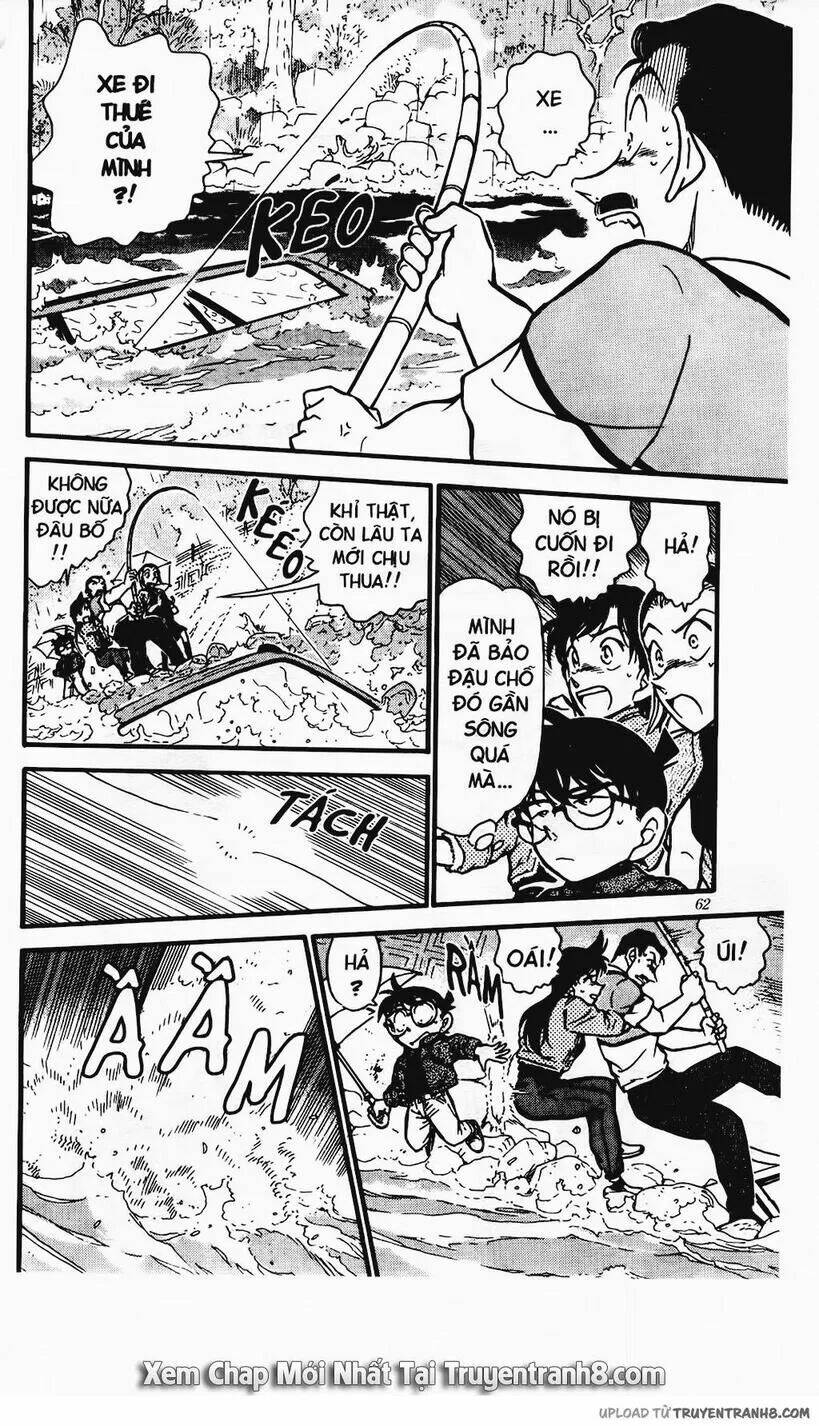 XE
...
XE ĐI
THUÊ
CỦA
MÌNH
?!
KÉO
KHÔNG
ĐƯỢC NỮA
ĐÂU BỐ
!!
KÉÉO
KHỈ THẬT,
CÒN LÂU TA
MỚI CHỊU
THUA!!
TÁCH
NÓ BỊ
CUỐN ĐI
RỒI!!
HẢ!
MÌNH
ĐÃ BẢO
ĐẬU CHỖ
ĐÓ GẦN
SÔNG
QUÁ
MÀ...
62
ẦẦM
HẢ
?
RẦM
OÁI!
ÚI!
Xem Chap Mới Nhất Tại Truyentranh8.com
UPLOAD TỪ TRUYENTRANH8.COM